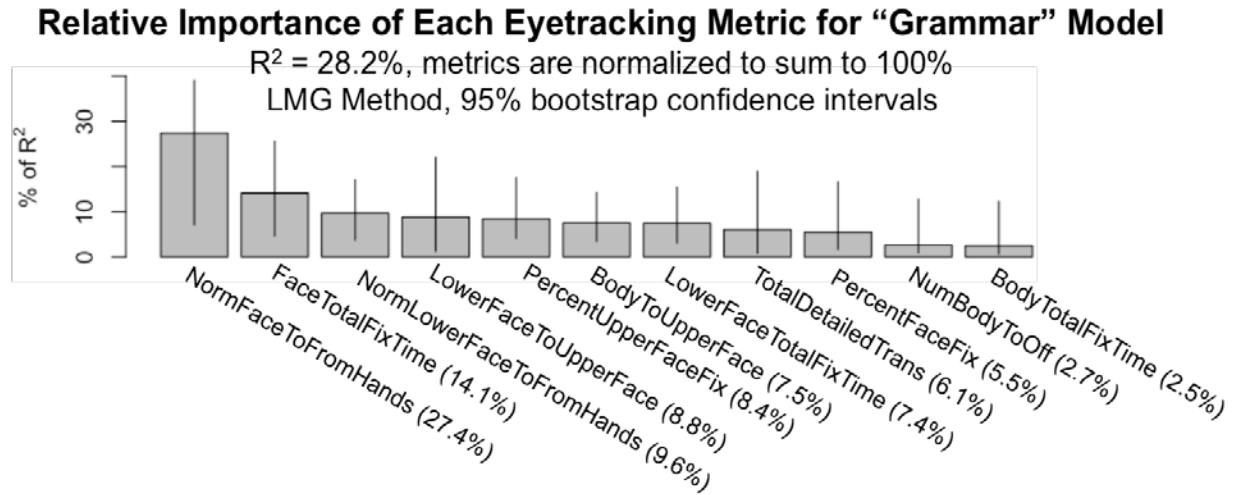 Relative Importance of Each Eyetracking Metric for “Grammar” Model
R² = 28.2%, metrics are normalized to sum to 100%
LMG Method, 95% bootstrap confidence intervals
% of R²
30
10
0
NormFaceToFromHands (27.4%)
FaceTotalFixTime (14.1%)
NormLowerFaceToFromHands (9.6%)
LowerFaceToUpperFace (8.8%)
PercentUpperFaceFix (8.4%)
BodyToUpperFace (7.5%)
LowerFaceTotalFixTime (7.4%)
TotalDetailedTrans (6.1%)
PercentFaceFix (5.5%)
NumBodyToOff (2.7%)
BodyTotalFixTime (2.5%)